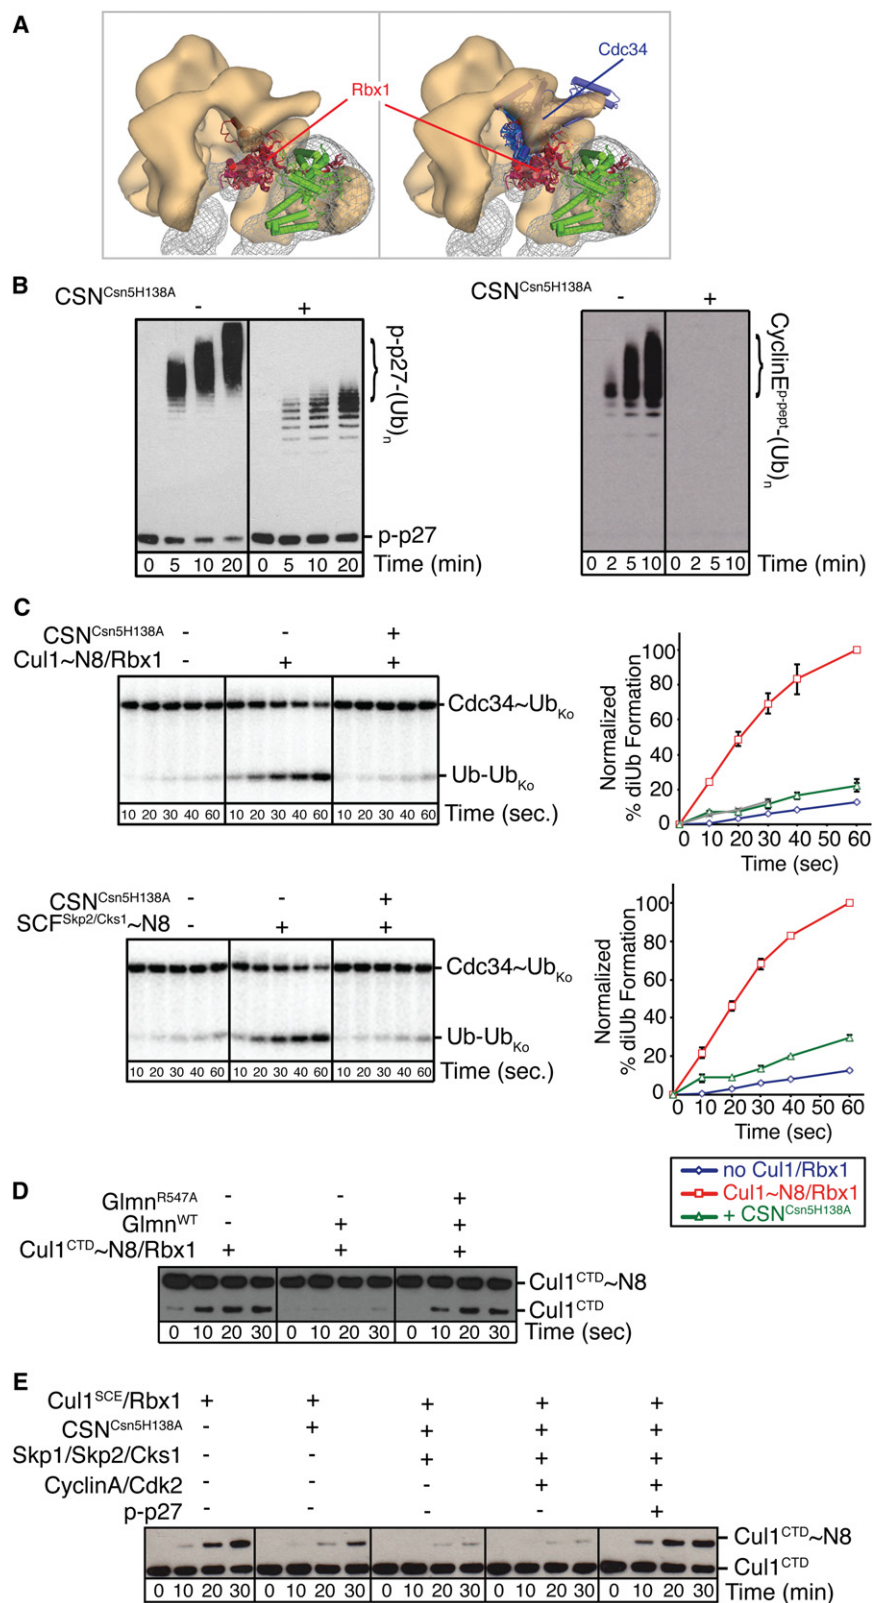 A
Rbx1
Cdc34
B
CSN^Csn5H138A - +
p-p27-(Ub)n
p-p27
0 5 10 20 0 5 10 20 Time (min)
CSN^Csn5H138A - +
CyclinE^p-pept-(Ub)n
0 2 5 10 0 2 5 10 Time (min)
C
CSN^Csn5H138A - - +
Cul1~N8/Rbx1 - + +
Cdc34~Ub_Ko
Ub-Ub_Ko
10 20 30 40 60 10 20 30 40 60 10 20 30 40 60 Time (sec.)
Normalized
% diUb Formation
100
80
60
40
20
0
0 10 20 30 40 50 60
Time (sec)
CSN^Csn5H138A - - +
SCF^Skp2/Cks1~N8 - + +
Cdc34~Ub_Ko
Ub-Ub_Ko
10 20 30 40 60 10 20 30 40 60 10 20 30 40 60 Time (sec.)
Normalized
% diUb Formation
100
80
60
40
20
0
0 10 20 30 40 50 60
Time (sec)
no Cul1/Rbx1
Cul1~N8/Rbx1
+ CSN^Csn5H138A
D
Glmn^R547A - - +
Glmn^WT - + +
Cul1^CTD~N8/Rbx1 + + +
Cul1^CTD~N8
Cul1^CTD
0 10 20 30 0 10 20 30 0 10 20 30 Time (sec)
E
Cul1^SCE/Rbx1 + + + + +
CSN^Csn5H138A - + + + +
Skp1/Skp2/Cks1 - - + + +
CyclinA/Cdk2 - - - + +
p-p27 - - - - +
Cul1^CTD~N8
Cul1^CTD
0 10 20 30 0 10 20 30 0 10 20 30 0 10 20 30 0 10 20 30 Time (min)